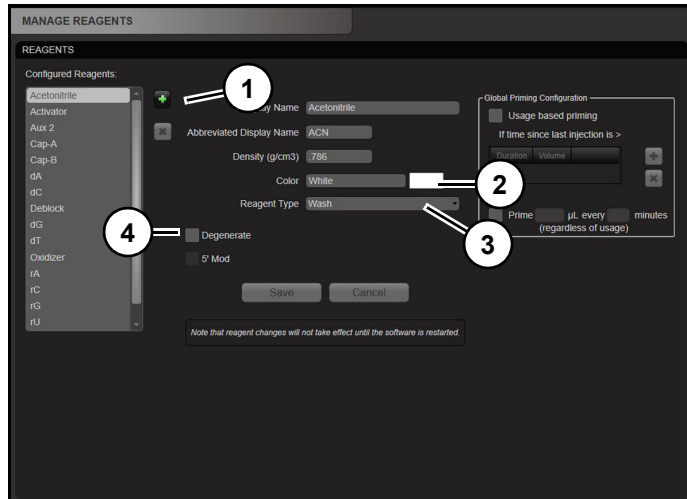 MANAGE REAGENTS
REAGENTS
Configured Reagents:
Acetonitrile
Activator
Aux 2
Cap-A
Cap-B
dA
dC
Deblock
dG
dT
Oxidizer
rA
rC
rG
rU
1
Name Acetonitrile
Abbreviated Display Name ACN
Density (g/cm3) .786
Color White
2
Reagent Type Wash
3
4
Degenerate
5' Mod
Save Cancel
Note that reagent changes will not take effect until the software is restarted.
Global Priming Configuration
Usage based priming
If time since last injection is >
Duration Volume
Prime µL every minutes
(regardless of usage)